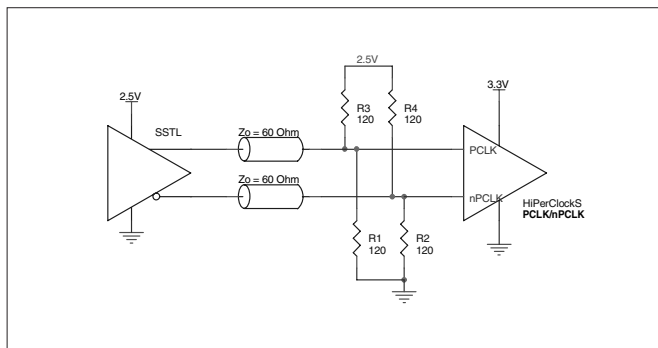 2.5V
2.5V
3.3V
R3
120
R4
120
SSTL
Zo = 60 Ohm
PCLK
Zo = 60 Ohm
nPCLK
HiPerClockS
PCLK/nPCLK
R1
120
R2
120